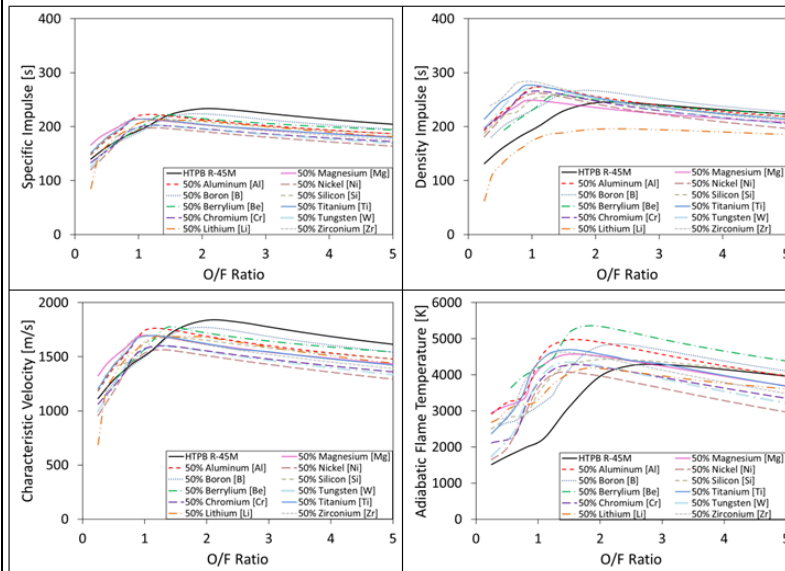 400
300
200
100
0
Specific Impulse [s]
HTPB R-45M
50% Magnesium [Mg]
50% Aluminum [Al]
50% Nickel [Ni]
50% Boron [B]
50% Silicon [Si]
50% Berrylium [Be]
50% Titanium [Ti]
50% Chromium [Cr]
50% Tungsten [W]
50% Lithium [Li]
50% Zirconium [Zr]
0 1 2 3 4 5
O/F Ratio
400
300
200
100
0
Density Impulse [s]
HTPB R-45M
50% Magnesium [Mg]
50% Aluminum [Al]
50% Nickel [Ni]
50% Boron [B]
50% Silicon [Si]
50% Berrylium [Be]
50% Titanium [Ti]
50% Chromium [Cr]
50% Tungsten [W]
50% Lithium [Li]
50% Zirconium [Zr]
0 1 2 3 4 5
O/F Ratio
2000
1500
1000
500
0
Characteristic Velocity [m/s]
HTPB R-45M
50% Magnesium [Mg]
50% Aluminum [Al]
50% Nickel [Ni]
50% Boron [B]
50% Silicon [Si]
50% Berrylium [Be]
50% Tungsten [W]
50% Chromium [Cr]
50% Titanium [Ti]
50% Lithium [Li]
50% Zirconium [Zr]
0 1 2 3 4 5
O/F Ratio
6000
5000
4000
3000
2000
1000
0
Adiabatic Flame Temperature [K]
HTPB R-45M
50% Magnesium [Mg]
50% Aluminum [Al]
50% Nickel [Ni]
50% Boron [B]
50% Silicon [Si]
50% Berrylium [Be]
50% Titanium [Ti]
50% Chromium [Cr]
50% Tungsten [W]
50% Lithium [Li]
50% Zirconium [Zr]
0 1 2 3 4 5
O/F Ratio